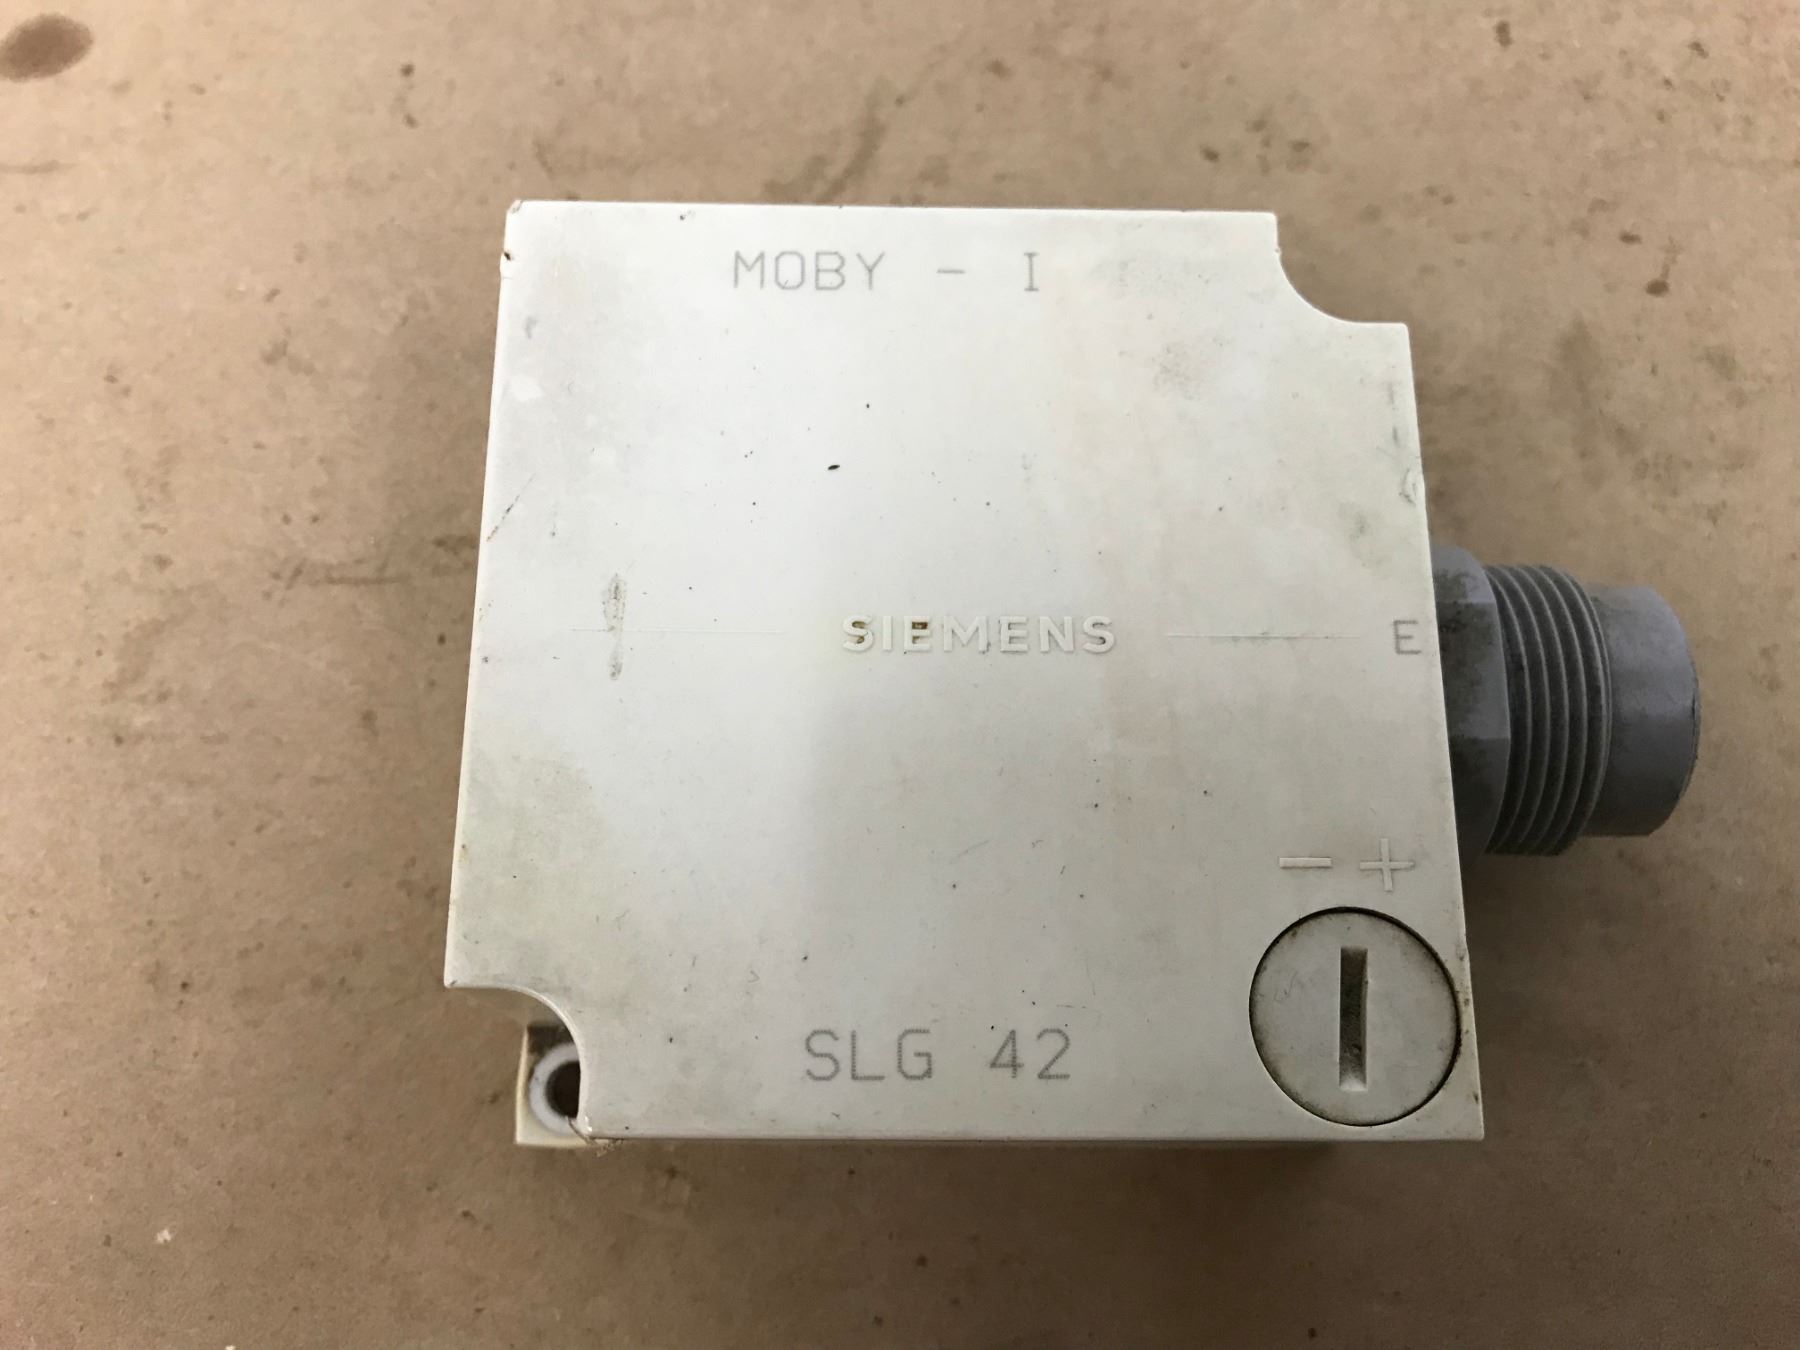 MOBY - I
SIEMENS E
- +
SLG 42